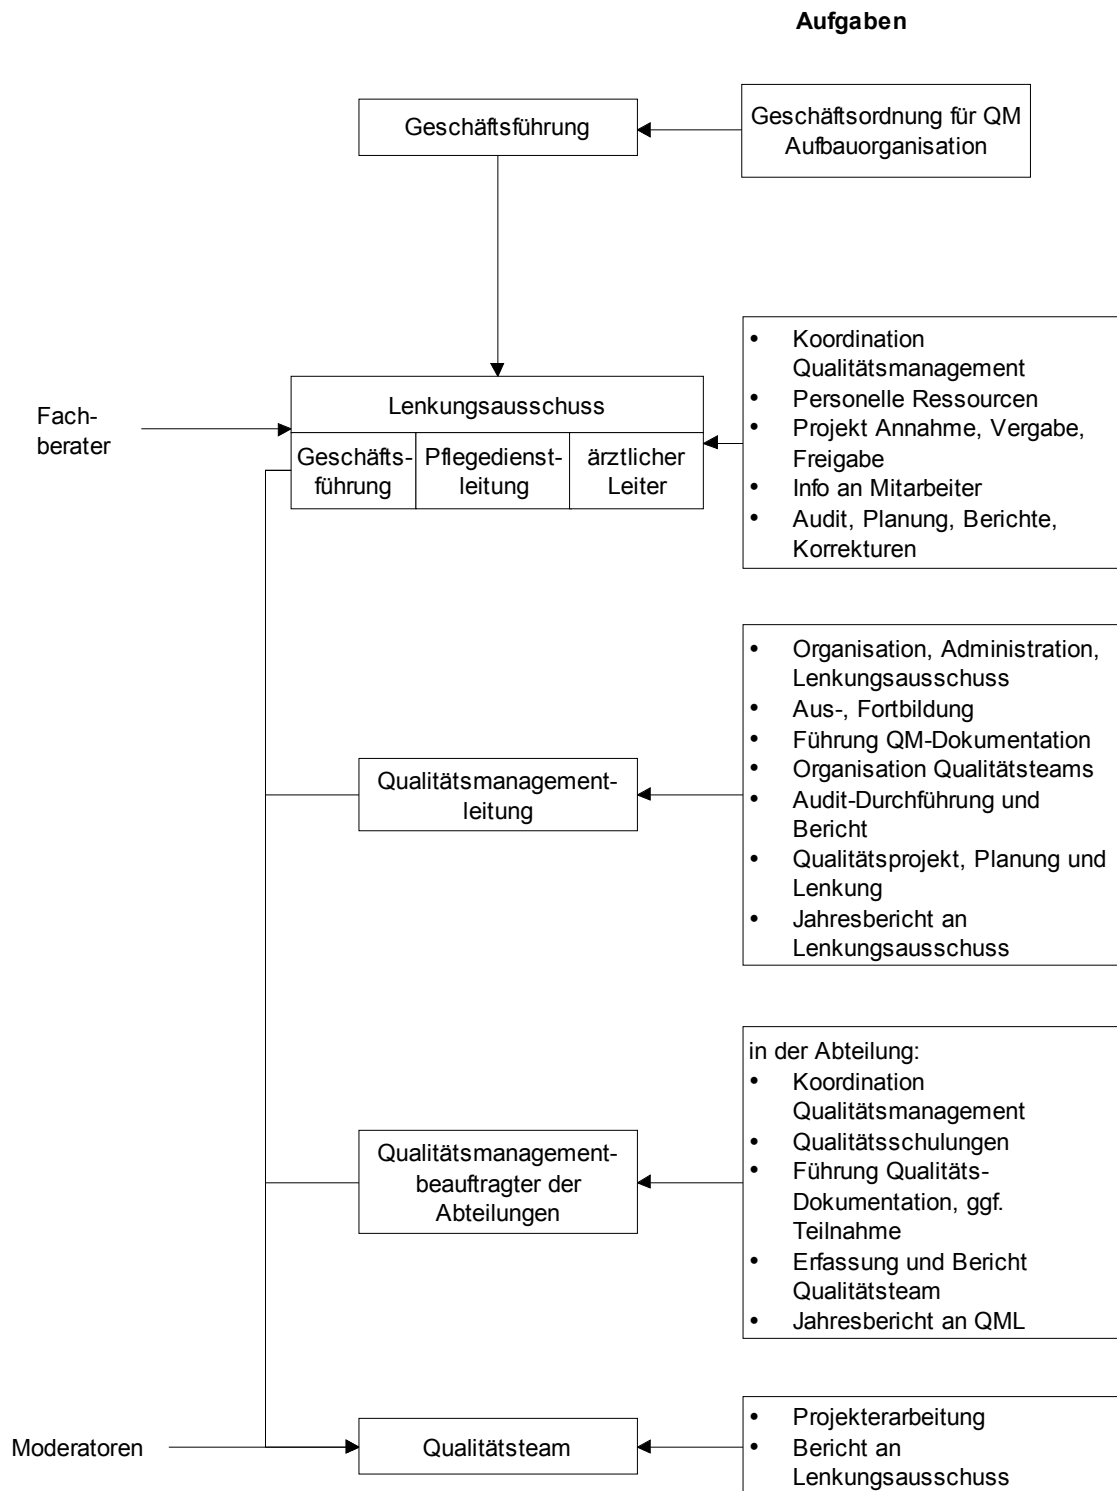 Aufgaben
Geschäftsführung
Geschäftsordnung für QM
Aufbauorganisation
Fach-
berater
Lenkungsausschuss
Geschäfts-
führung
Pflegedienst-
leitung
ärztlicher
Leiter
• Koordination
Qualitätsmanagement
• Personelle Ressourcen
• Projekt Annahme, Vergabe,
Freigabe
• Info an Mitarbeiter
• Audit, Planung, Berichte,
Korrekturen
Qualitätsmanagement-
leitung
• Organisation, Administration,
Lenkungsausschuss
• Aus-, Fortbildung
• Führung QM-Dokumentation
• Organisation Qualitätsteams
• Audit-Durchführung und
Bericht
• Qualitätsprojekt, Planung und
Lenkung
• Jahresbericht an
Lenkungsausschuss
Qualitätsmanagement-
beauftragter der
Abteilungen
in der Abteilung:
• Koordination
Qualitätsmanagement
• Qualitätsschulungen
• Führung Qualitäts-
Dokumentation, ggf.
Teilnahme
• Erfassung und Bericht
Qualitätsteam
• Jahresbericht an QML
Moderatoren
Qualitätsteam
• Projekterarbeitung
• Bericht an
Lenkungsausschuss